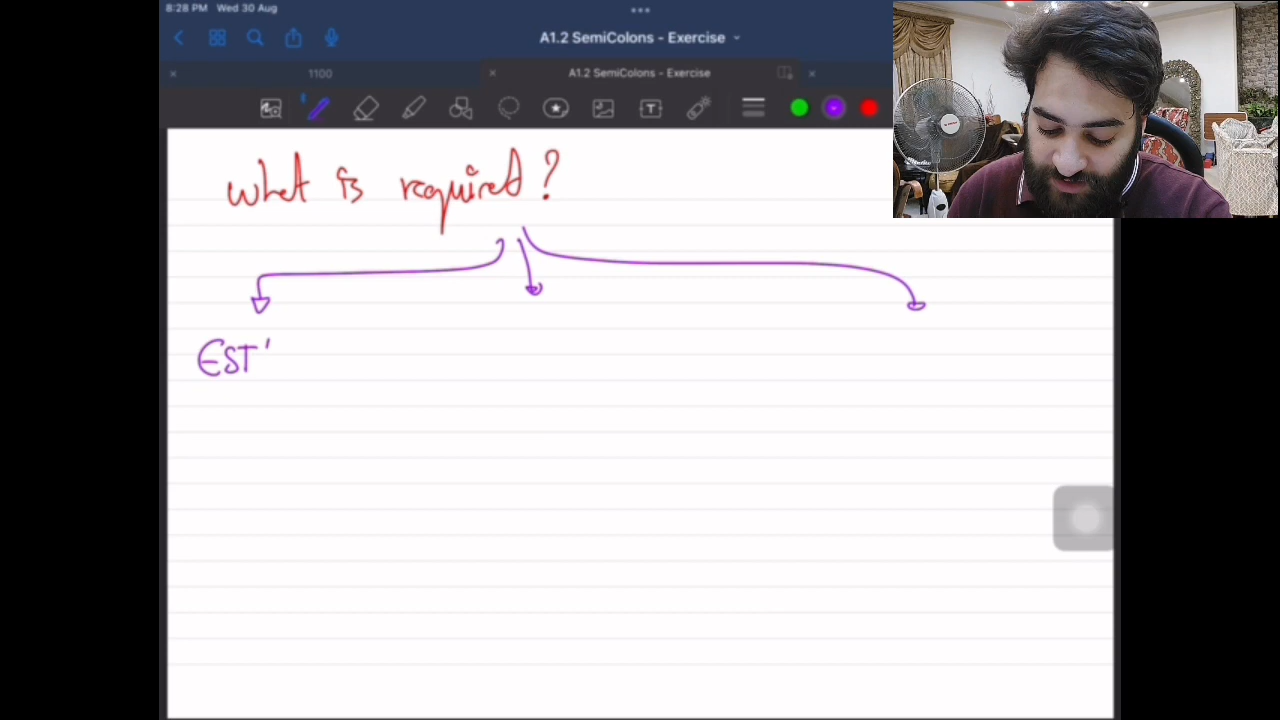 8:28 PM Wed 30 Aug
A1.2 SemiColons - Exercise
1100
A1.2 SemiColons - Exercise
What is required?
EST'